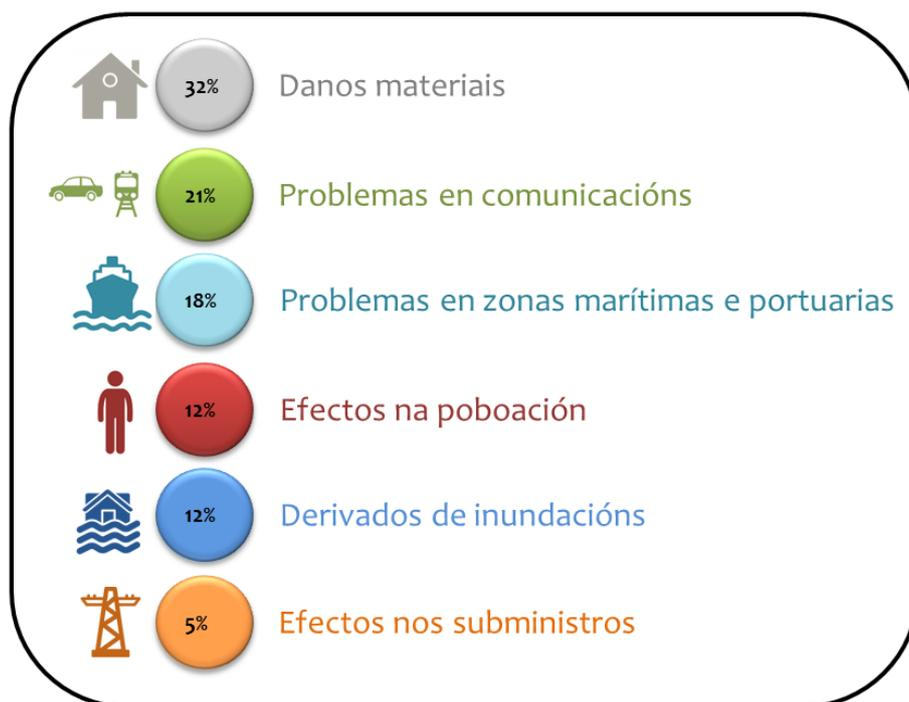 32% Danos materiais
21% Problemas en comunicacións
18% Problemas en zonas marítimas e portuarias
12% Efectos na poboación
12% Derivados de inundacións
5% Efectos nos subministros